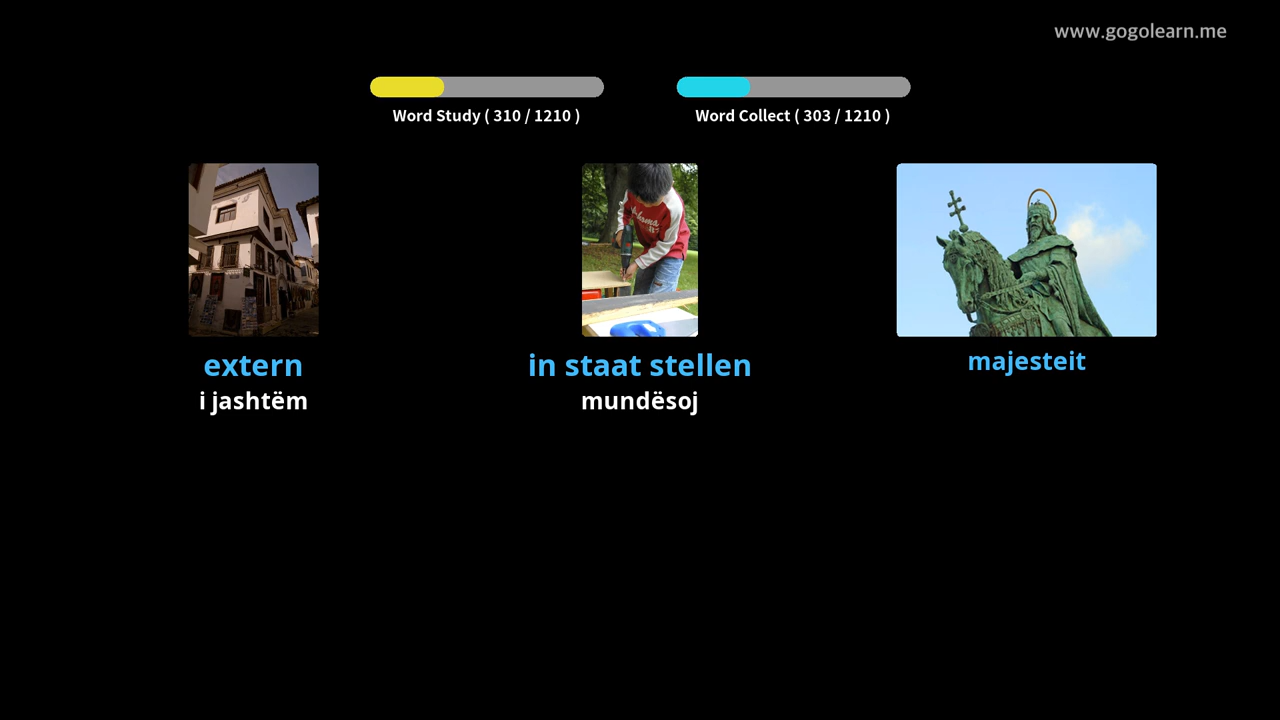 www.gogolearn.me
Word Study ( 310 / 1210 )
Word Collect ( 303 / 1210 )
extern
i jashtëm
in staat stellen
mundësoj
majesteit